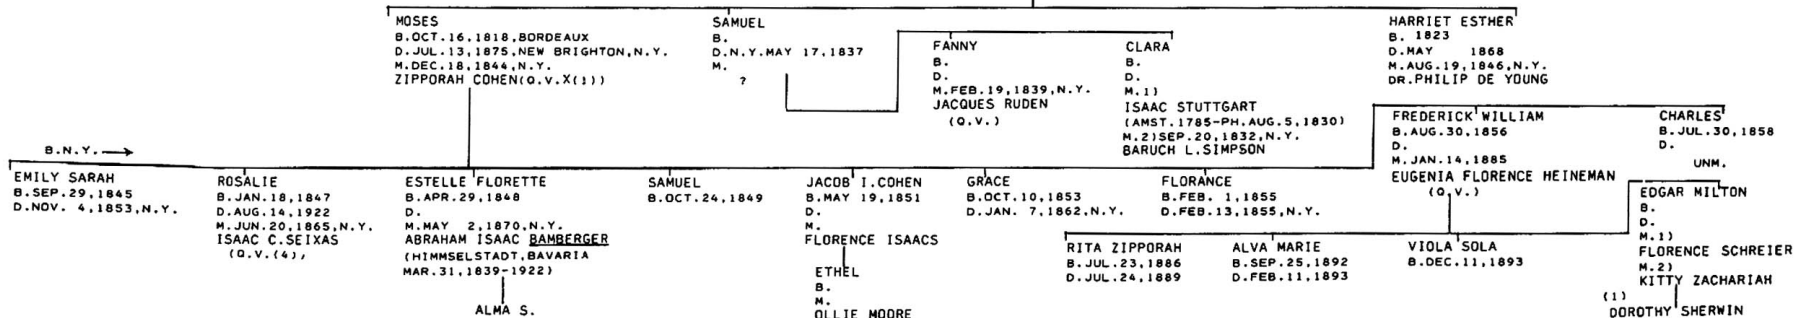 MOSES
B.OCT.16,1818,BORDEAUX
D.JUL.13,1875,NEW BRIGHTON,N.Y.
M.DEC.18,1844,N.Y.
ZIPPORAH COHEN(Q.V.X(1))
SAMUEL
B.
D.N.Y.MAY 17,1837
M.
?
FANNY
B.
D.
M.FEB.19,1839,N.Y.
JACQUES RUDEN
(Q.V.)
CLARA
B.
D.
M.1)
ISAAC STUTTGART
(AMST.1785-PH.AUG.5,1830)
M.2)SEP.20,1832,N.Y.
BARUCH L.SIMPSON
HARRIET ESTHER
B. 1823
D.MAY 1868
M.AUG.19,1846,N.Y.
DR.PHILIP DE YOUNG
B.N.Y.
EMILY SARAH
B.SEP.29,1845
D.NOV. 4,1853,N.Y.
ROSALIE
B.JAN.18,1847
D.AUG.14,1922
M.JUN.20,1865,N.Y.
ISAAC C.SEIXAS
(Q.V.(4),
ESTELLE FLORETTE
B.APR.29,1848
D.
M.MAY 2,1870,N.Y.
ABRAHAM ISAAC BAMBERGER
(HIMMSELSTADT,BAVARIA
MAR.31,1839-1922)
ALMA S.
SAMUEL
B.OCT.24,1849
JACOB I.COHEN
B.MAY 19,1851
D.
M.
FLORENCE ISAACS
ETHEL
B.
M.
OLLIE MOORE
GRACE
B.OCT.10,1853
D.JAN. 7,1862,N.Y.
FLORANCE
B.FEB. 1,1855
D.FEB.13,1855,N.Y.
FREDERICK WILLIAM
B.AUG.30,1856
D.
M.JAN.14,1885
EUGENIA FLORENCE HEINEMAN
(Q.V.)
CHARLES
B.JUL.30,1858
D.
UNM.
RITA ZIPPORAH
B.JUL.23,1886
D.JUL.24,1889
ALVA MARIE
B.SEP.25,1892
D.FEB.11,1893
VIOLA SOLA
B.DEC.11,1893
EDGAR MILTON
B.
D.
M.1)
FLORENCE SCHREIER
M.2)
KITTY ZACHARIAH
(1)
DOROTHY SHERWIN